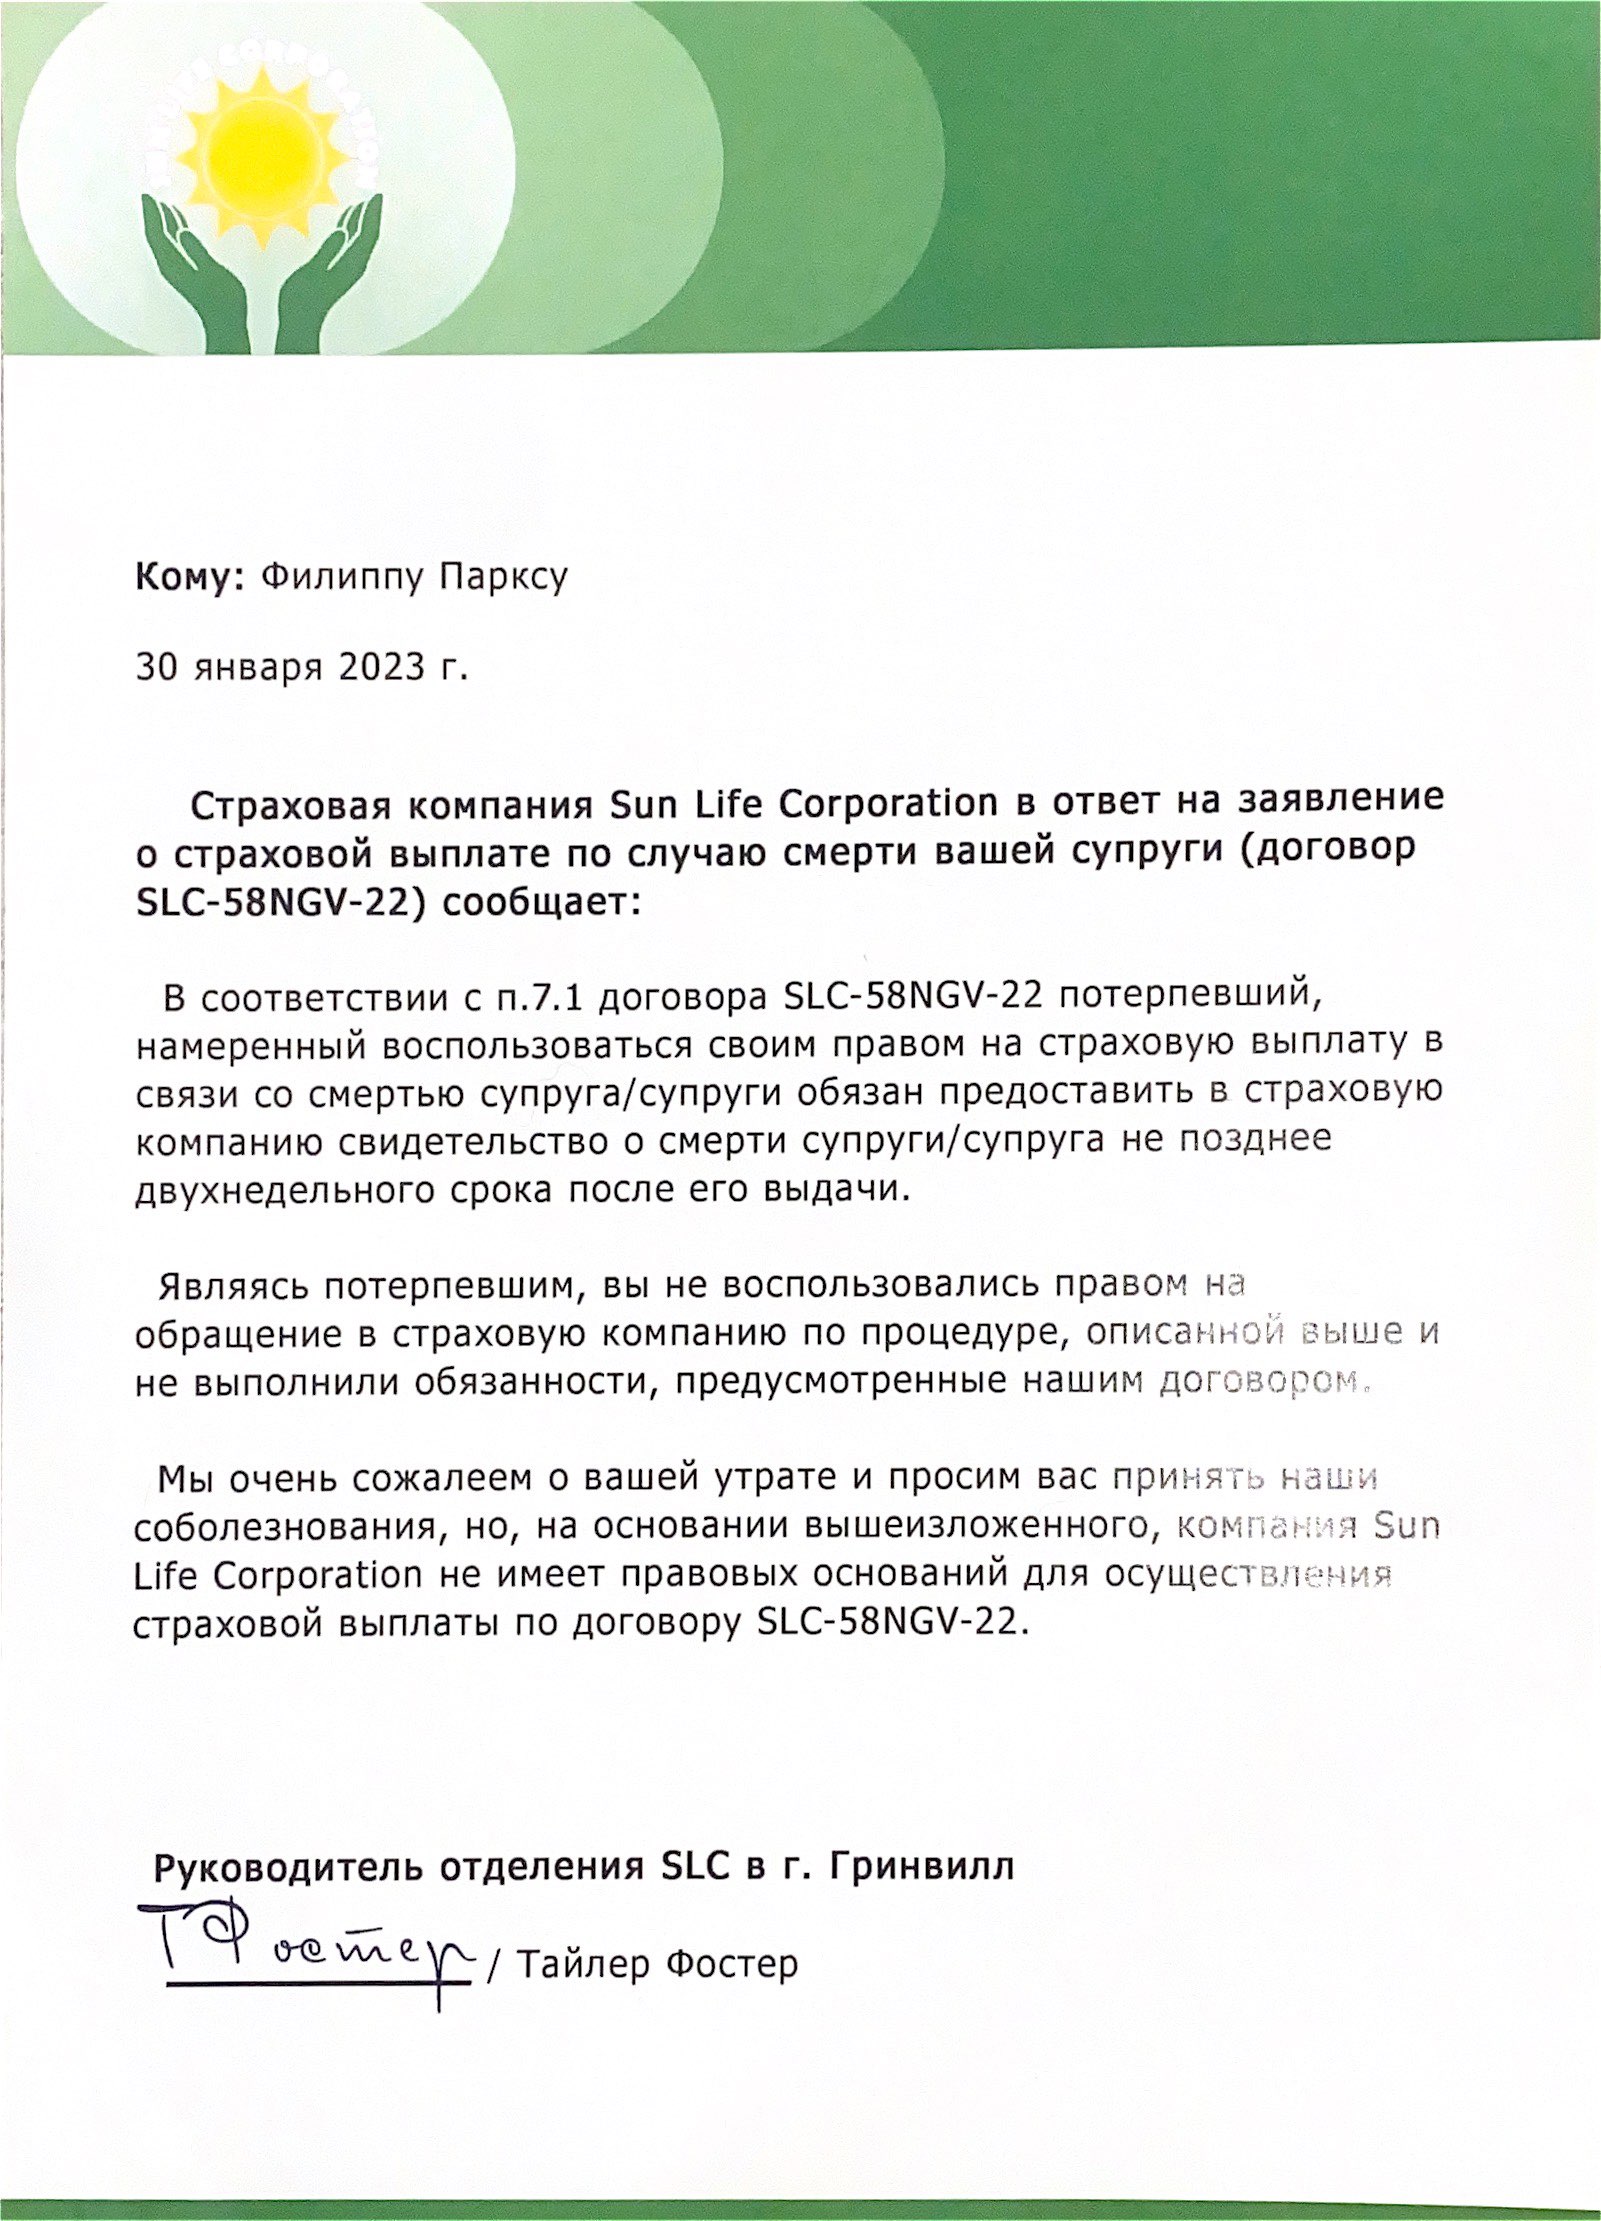 SUN LIFE CORPORATION
Кому: Филиппу Парксу
30 января 2023 г.
Страховая компания Sun Life Corporation в ответ на заявление
о страховой выплате по случаю смерти вашей супруги (договор
SLC-58NGV-22) сообщает:
В соответствии с п.7.1 договора SLC-58NGV-22 потерпевший,
намеренный воспользоваться своим правом на страховую выплату в
связи со смертью супруга/супруги обязан предоставить в страховую
компанию свидетельство о смерти супруги/супруга не позднее
двухнедельного срока после его выдачи.
Являясь потерпевшим, вы не воспользовались правом на
обращение в страховую компанию по процедуре, описанной выше и
не выполнили обязанности, предусмотренные нашим договором.
Мы очень сожалеем о вашей утрате и просим вас принять наши
соболезнования, но, на основании вышеизложенного, компания Sun
Life Corporation не имеет правовых оснований для осуществления
страховой выплаты по договору SLC-58NGV-22.
Руководитель отделения SLC в г. Гринвилл
ТФостер / Тайлер Фостер